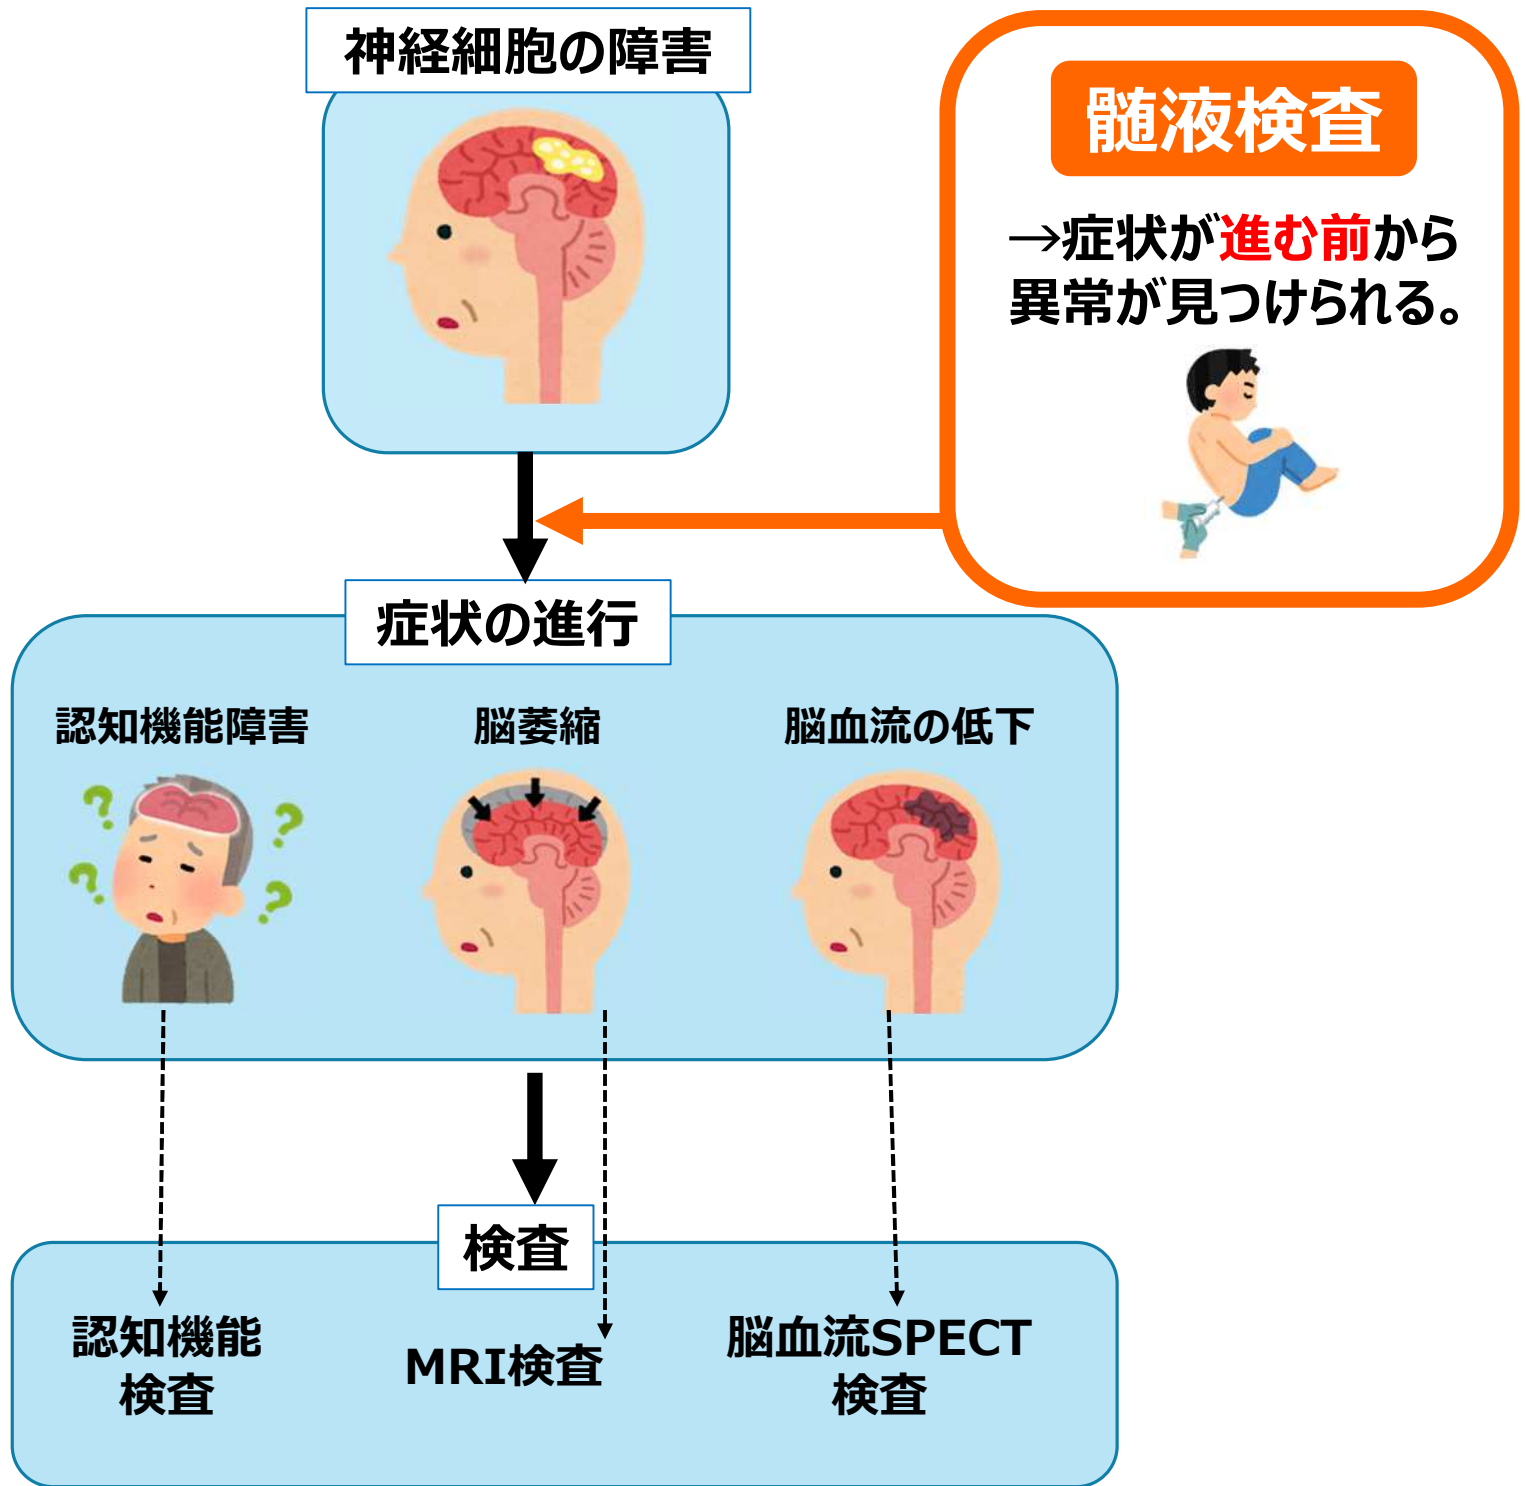 神経細胞の障害
髄液検査
→症状が進む前から
異常が見つけられる。
症状の進行
認知機能障害
脳萎縮
脳血流の低下
検査
認知機能
検査
MRI検査
脳血流SPECT
検査